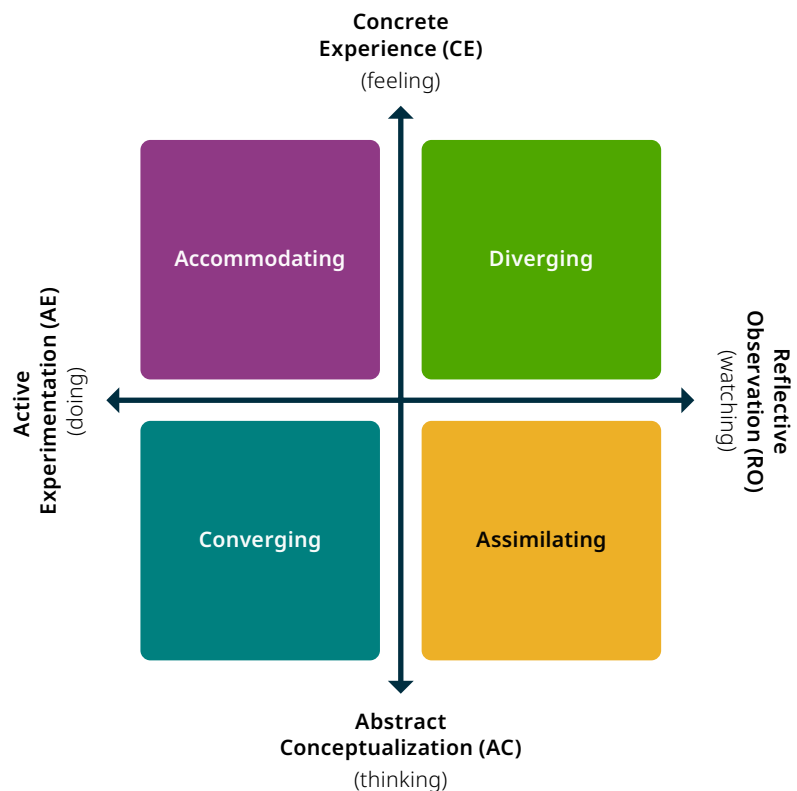 Concrete
Experience (CE)
(feeling)
Accommodating
Diverging
Active
Experimentation (AE)
(doing)
Reflective
Observation (RO)
(watching)
Converging
Assimilating
Abstract
Conceptualization (AC)
(thinking)